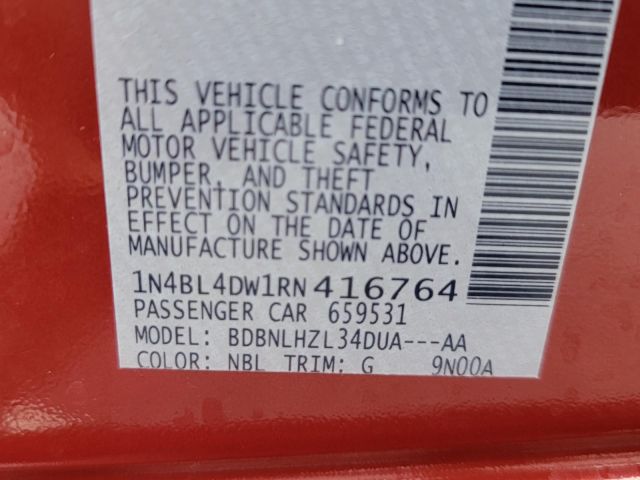 THIS VEHICLE CONFORMS TO
ALL APPLICABLE FEDERAL
MOTOR VEHICLE SAFETY,
BUMPER, AND THEFT
PREVENTION STANDARDS IN
EFFECT ON THE DATE OF
MANUFACTURE SHOWN ABOVE.
1N4BL4DW1RN416764
PASSENGER CAR 659531
MODEL: BDBNLHZL34DUA---AA
COLOR: NBL TRIM: G 9N00A